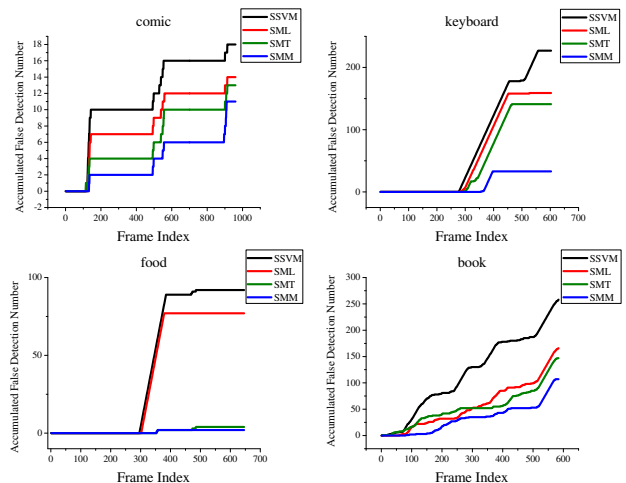 comic
SSVM
SML
SMT
SMM
Accumulated False Detection Number
18
16
14
12
10
8
6
4
2
0
-2
0 200 400 600 800 1000
Frame Index
keyboard
SSVM
SML
SMT
SMM
Accumulated False Detection Number
200
150
100
50
0
0 100 200 300 400 500 600 700
Frame Index
food
SSVM
SML
SMT
SMM
Accumulated False Detection Number
100
50
0
0 100 200 300 400 500 600 700
Frame Index
book
SSVM
SML
SMT
SMM
Accumulated False Detection Number
300
250
200
150
100
50
0
0 100 200 300 400 500 600
Frame Index